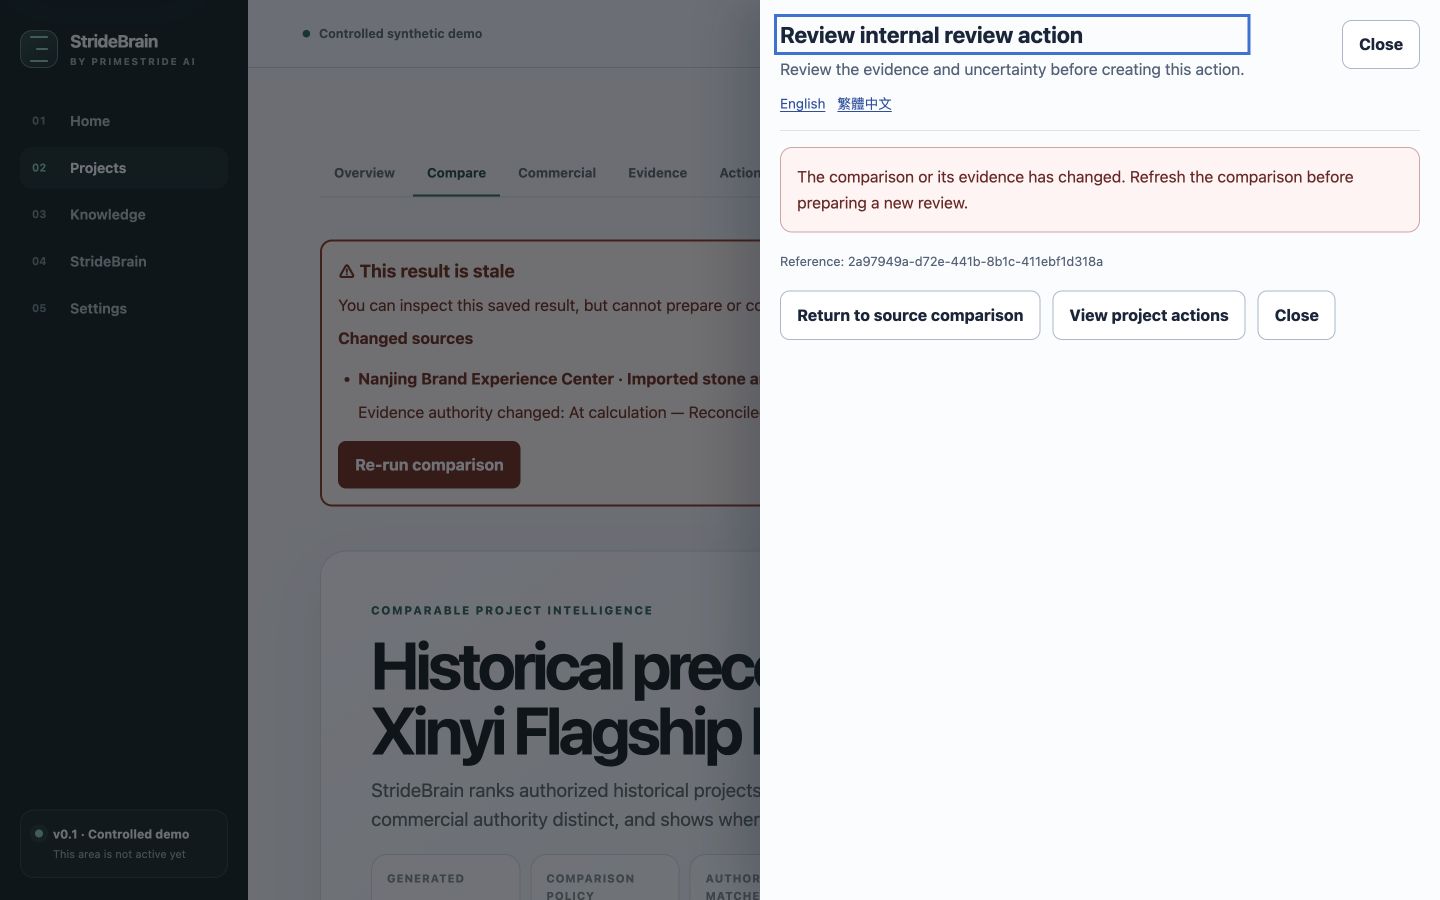 StrideBrain
BY PRIMESTRIDE AI
01 Home
02 Projects
03 Knowledge
04 StrideBrain
05 Settings
v0.1 · Controlled demo
This area is not active yet
Controlled synthetic demo
Overview Compare Commercial Evidence Action
This result is stale
You can inspect this saved result, but cannot prepare or
Changed sources
• Nanjing Brand Experience Center · Imported stone
Evidence authority changed: At calculation — Reconcile
Re-run comparison
COMPARABLE PROJECT INTELLIGENCE
Historical
Xinyi Flagship
StrideBrain ranks authorized historical projects
commercial authority distinct, and shows
GENERATED
COMPARISON
POLICY
Review internal review action
Close
Review the evidence and uncertainty before creating this action.
English 繁體中文
The comparison or its evidence has changed. Refresh the comparison before
preparing a new review.
Reference: 2a97949a-d72e-441b-8b1c-411ebf1d318a
Return to source comparison View project actions Close